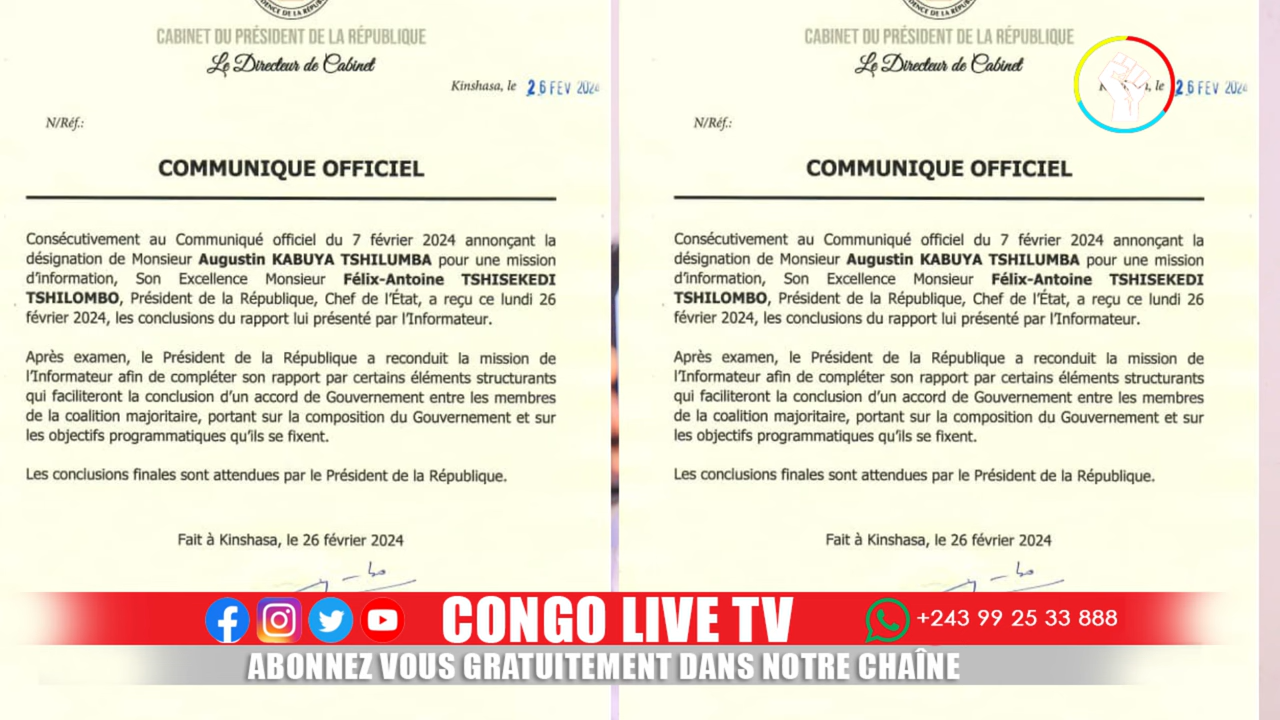 DENCE DE LA RÉPU
CABINET DU PRÉSIDENT DE LA RÉPUBLIQUE
Le Directeur de Cabinet
Kinshasa, le 26 FEV 2024
N/Réf.:
COMMUNIQUE OFFICIEL
Consécutivement au Communiqué officiel du 7 février 2024 annonçant la
désignation de Monsieur Augustin KABUYA TSHILUMBA pour une mission
d’information, Son Excellence Monsieur Félix-Antoine TSHISEKEDI
TSHILOMBO, Président de la République, Chef de l’État, a reçu ce lundi 26
février 2024, les conclusions du rapport lui présenté par l’Informateur.
Après examen, le Président de la République a reconduit la mission de
l’Informateur afin de compléter son rapport par certains éléments structurants
qui faciliteront la conclusion d’un accord de Gouvernement entre les membres
de la coalition majoritaire, portant sur la composition du Gouvernement et sur
les objectifs programmatiques qu’ils se fixent.
Les conclusions finales sont attendues par le Président de la République.
Fait à Kinshasa, le 26 février 2024
DENCE DE LA RÉPU
CABINET DU PRÉSIDENT DE LA RÉPUBLIQUE
Le Directeur de Cabinet
le 26 FEV 2024
N/Réf.:
COMMUNIQUE OFFICIEL
Consécutivement au Communiqué officiel du 7 février 2024 annonçant la
désignation de Monsieur Augustin KABUYA TSHILUMBA pour une mission
d’information, Son Excellence Monsieur Félix-Antoine TSHISEKEDI
TSHILOMBO, Président de la République, Chef de l’État, a reçu ce lundi 26
février 2024, les conclusions du rapport lui présenté par l’Informateur.
Après examen, le Président de la République a reconduit la mission de
l’Informateur afin de compléter son rapport par certains éléments structurants
qui faciliteront la conclusion d’un accord de Gouvernement entre les membres
de la coalition majoritaire, portant sur la composition du Gouvernement et sur
les objectifs programmatiques qu’ils se fixent.
Les conclusions finales sont attendues par le Président de la République.
Fait à Kinshasa, le 26 février 2024
CONGO LIVE TV
+243 99 25 33 888
ABONNEZ VOUS GRATUITEMENT DANS NOTRE CHAÎNE